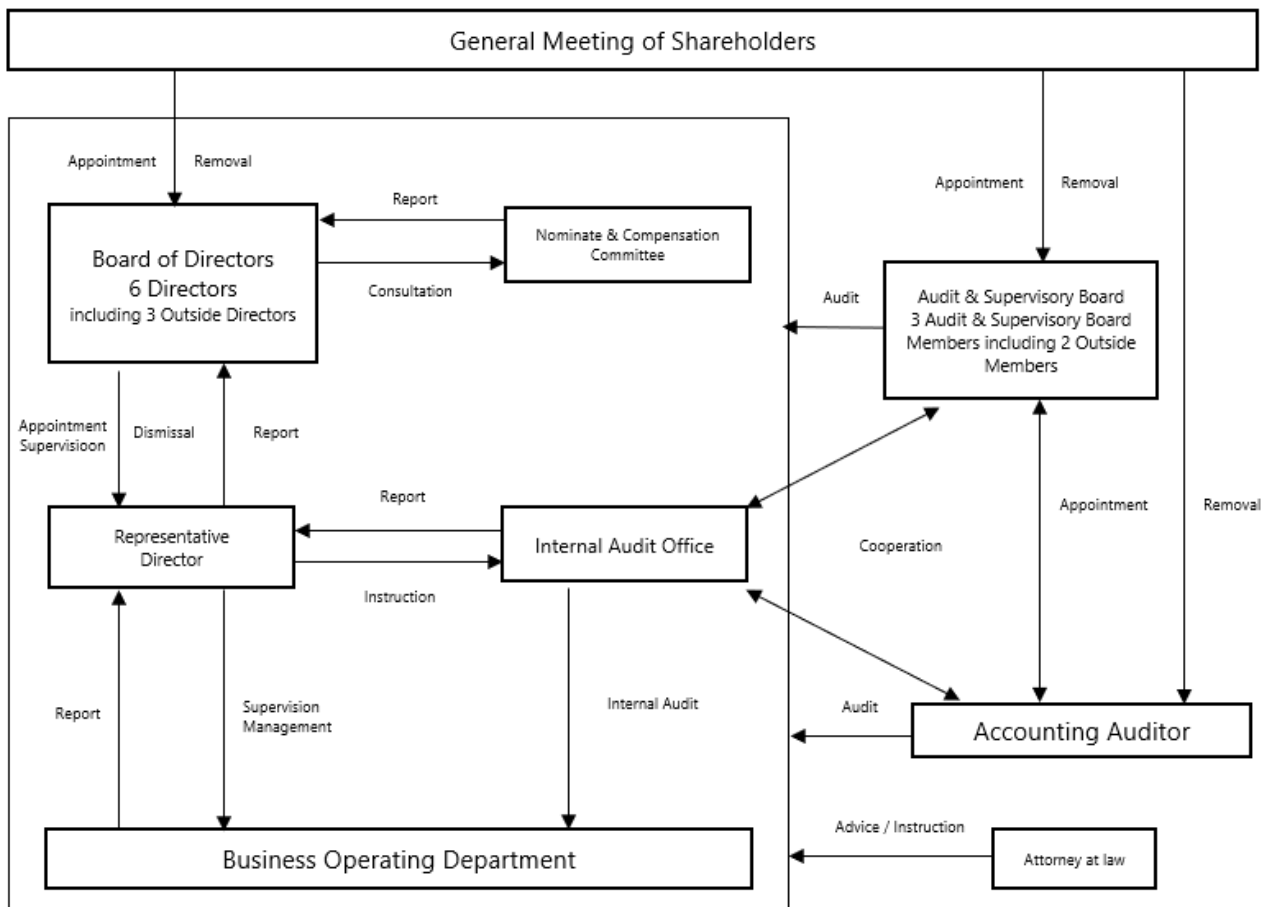 General Meeting of Shareholders
Appointment
Removal
Appointment
Removal
Report
Nominate & Compensation
Committee
Board of Directors
6 Directors
including 3 Outside Directors
Consultation
Audit
Audit & Supervisory Board
3 Audit & Supervisory Board
Members including 2 Outside
Members
Appointment
Supervisioon
Dismissal
Report
Report
Appointment
Removal
Representative
Director
Internal Audit Office
Cooperation
Instruction
Report
Supervision
Management
Internal Audit
Audit
Accounting Auditor
Advice / Instruction
Business Operating Department
Attorney at law